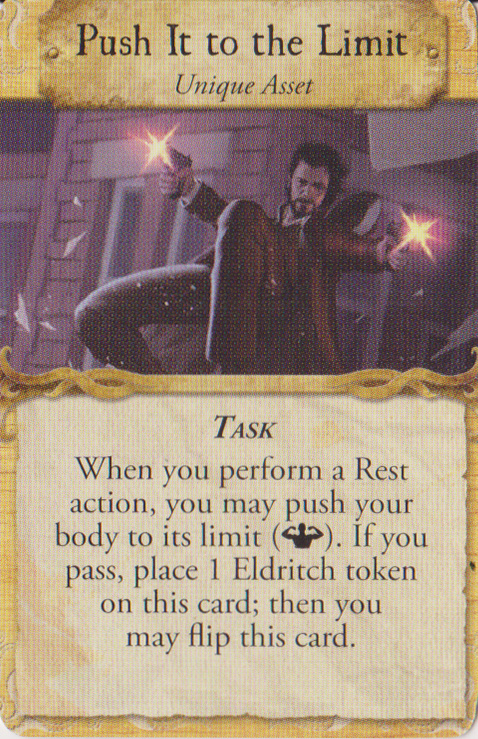 Push It to the Limit
Unique Asset
Task
When you perform a Rest
action, you may push your
body to its limit ( ). If you
pass, place 1 Eldritch token
on this card; then you
may flip this card.